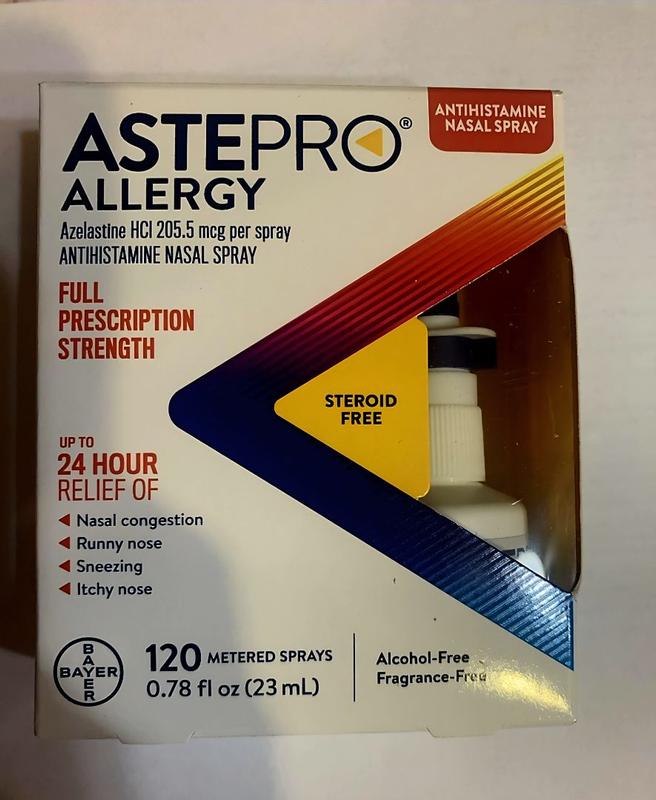 ASTEPRO®
ALLERGY
Azelastine HCl 205.5 mcg per spray
ANTIHISTAMINE NASAL SPRAY
ANTIHISTAMINE
NASAL SPRAY
FULL
PRESCRIPTION
STRENGTH
STEROID
FREE
UP TO
24 HOUR
RELIEF OF
Nasal congestion
Runny nose
Sneezing
Itchy nose
BAYER
BAYER
120 METERED SPRAYS
0.78 fl oz (23 mL)
Alcohol-Free
Fragrance-Free